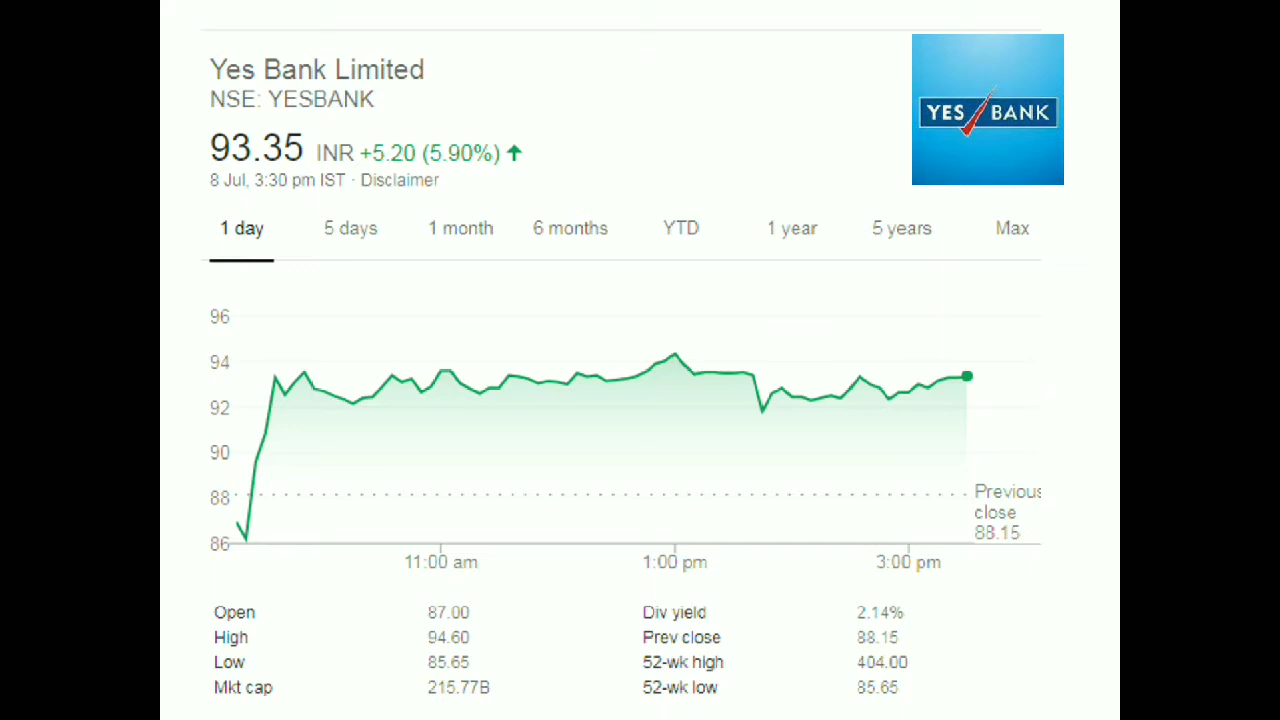 Yes Bank Limited
NSE: YESBANK
YES BANK
93.35 INR +5.20 (5.90%)
8 Jul, 3:30 pm IST · Disclaimer
1 day 5 days 1 month 6 months YTD 1 year 5 years Max
96
94
92
90
88
86
Previous
close
88.15
11:00 am 1:00 pm 3:00 pm
Open 87.00 Div yield 2.14%
High 94.60 Prev close 88.15
Low 85.65 52-wk high 404.00
Mkt cap 215.77B 52-wk low 85.65